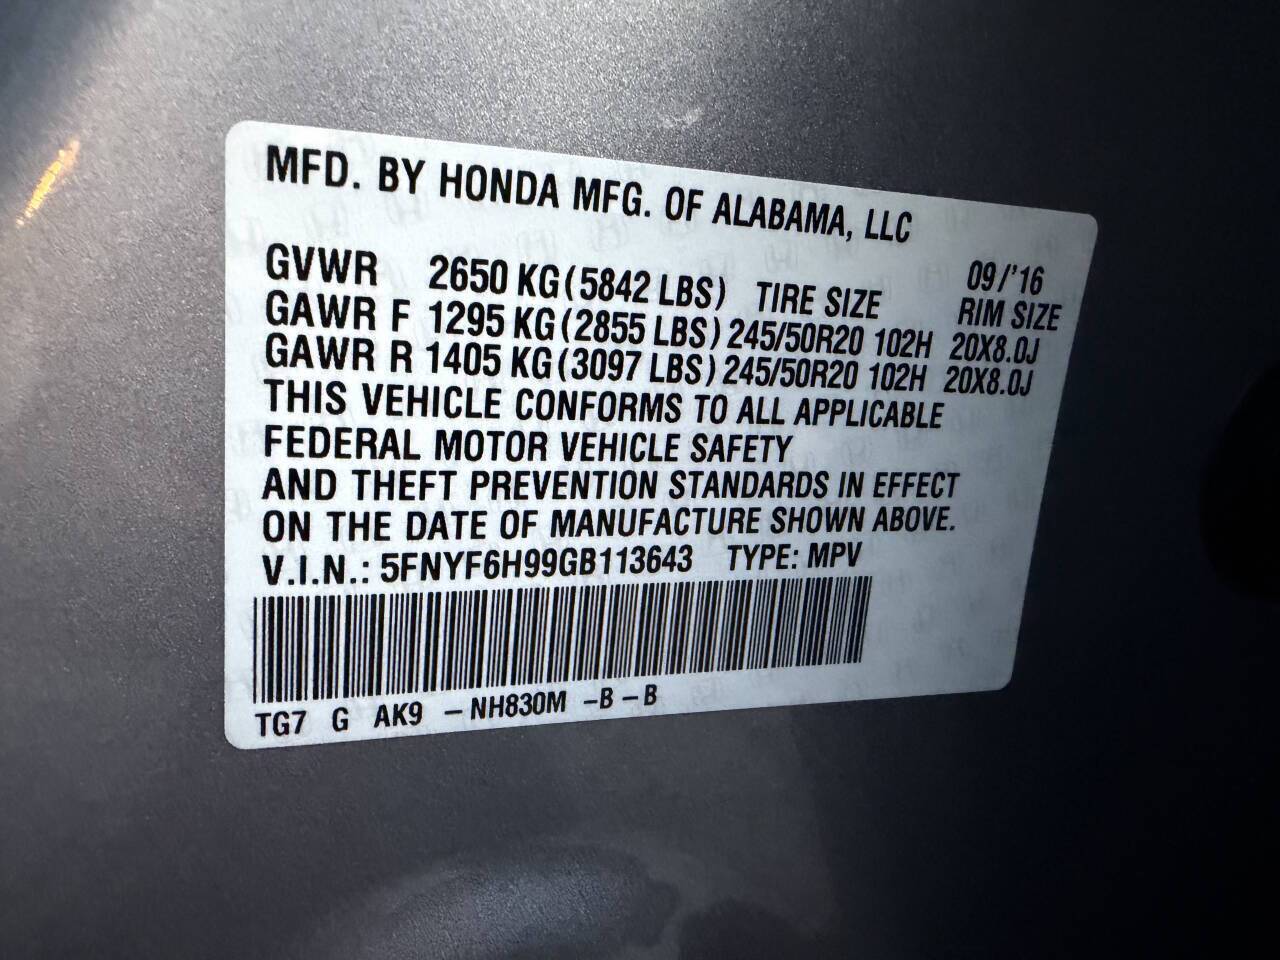 MFD. BY HONDA MFG. OF ALABAMA, LLC
09/'16
GVWR 2650 KG (5842 LBS) TIRE SIZE RIM SIZE
GAWR F 1295 KG (2855 LBS) 245/50R20 102H 20X8.0J
GAWR R 1405 KG (3097 LBS) 245/50R20 102H 20X8.0J
THIS VEHICLE CONFORMS TO ALL APPLICABLE
FEDERAL MOTOR VEHICLE SAFETY
AND THEFT PREVENTION STANDARDS IN EFFECT
ON THE DATE OF MANUFACTURE SHOWN ABOVE.
V.I.N.: 5FNYF6H99GB113643 TYPE: MPV
TG7 G AK9 –NH830M –B–B